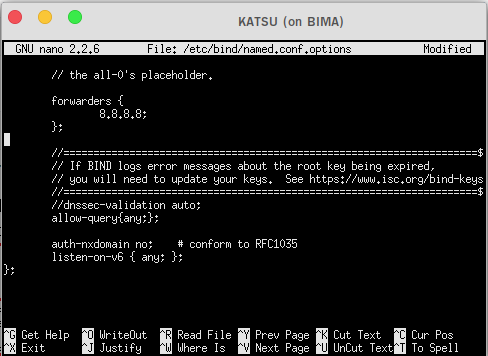 KATSU (on BIMA)
GNU nano 2.2.6 File: /etc/bind/named.conf.options Modified
// the all-0's placeholder.
forwarders {
8.8.8.8;
};
//=====================================================================$
// If BIND logs error messages about the root key being expired,
// you will need to update your keys. See https://www.isc.org/bind-keys
//=====================================================================$
//dnssec-validation auto;
allow-query{any;};
auth-nxdomain no; # conform to RFC1035
listen-on-v6 { any; };
};
^G Get Help ^O WriteOut ^R Read File ^Y Prev Page ^K Cut Text ^C Cur Pos
^X Exit ^J Justify ^W Where Is ^V Next Page ^U UnCut Text ^T To Spell